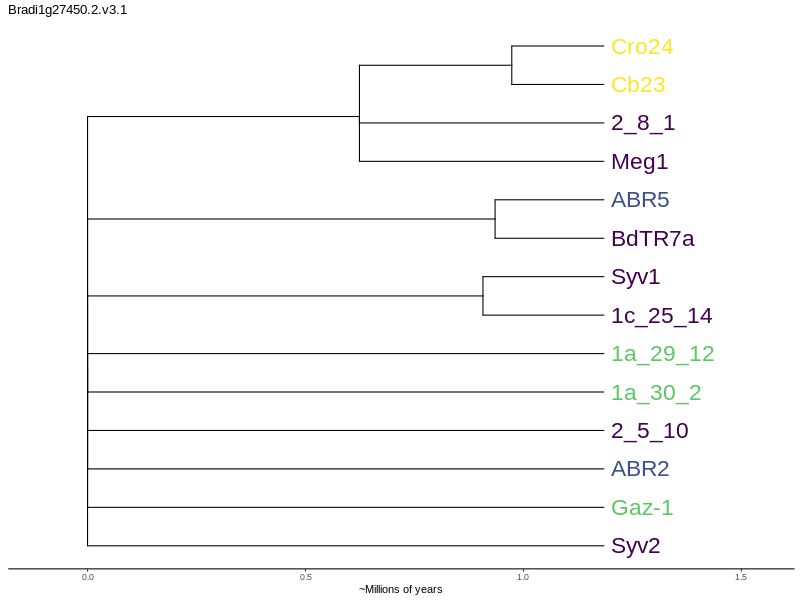 Bradi1g27450.2.v3.1
Cro24
Cb23
2_8_1
Meg1
ABR5
BdTR7a
Syv1
1c_25_14
1a_29_12
1a_30_2
2_5_10
ABR2
Gaz-1
Syv2
0.0 0.5 1.0 1.5
~Millions of years